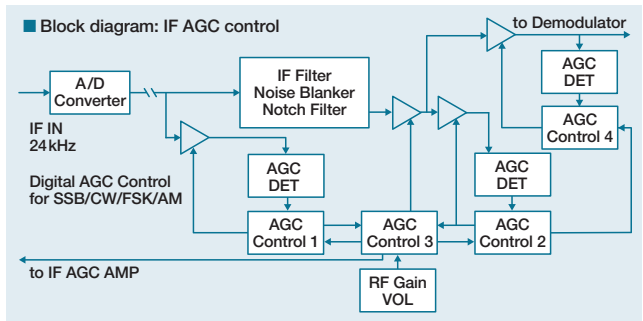 Block diagram: IF AGC control
to Demodulator
A/D
Converter
IF Filter
Noise Blanker
Notch Filter
AGC
DET
IF IN
24kHz
AGC
Control 4
AGC
DET
AGC
DET
Digital AGC Control
for SSB/CW/FSK/AM
AGC
Control 1
AGC
Control 3
AGC
Control 2
to IF AGC AMP
RF Gain
VOL